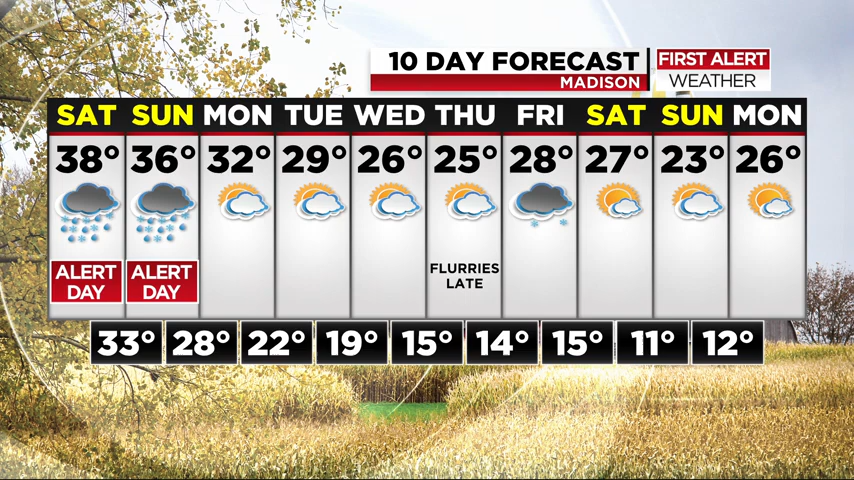 10 DAY FORECAST
MADISON
FIRST ALERT
WEATHER
SAT SUN MON TUE WED THU FRI SAT SUN MON
38° 36° 32° 29° 26° 25° 28° 27° 23° 26°
ALERT DAY
ALERT DAY
FLURRIES
LATE
33° 28° 22° 19° 15° 14° 15° 11° 12°